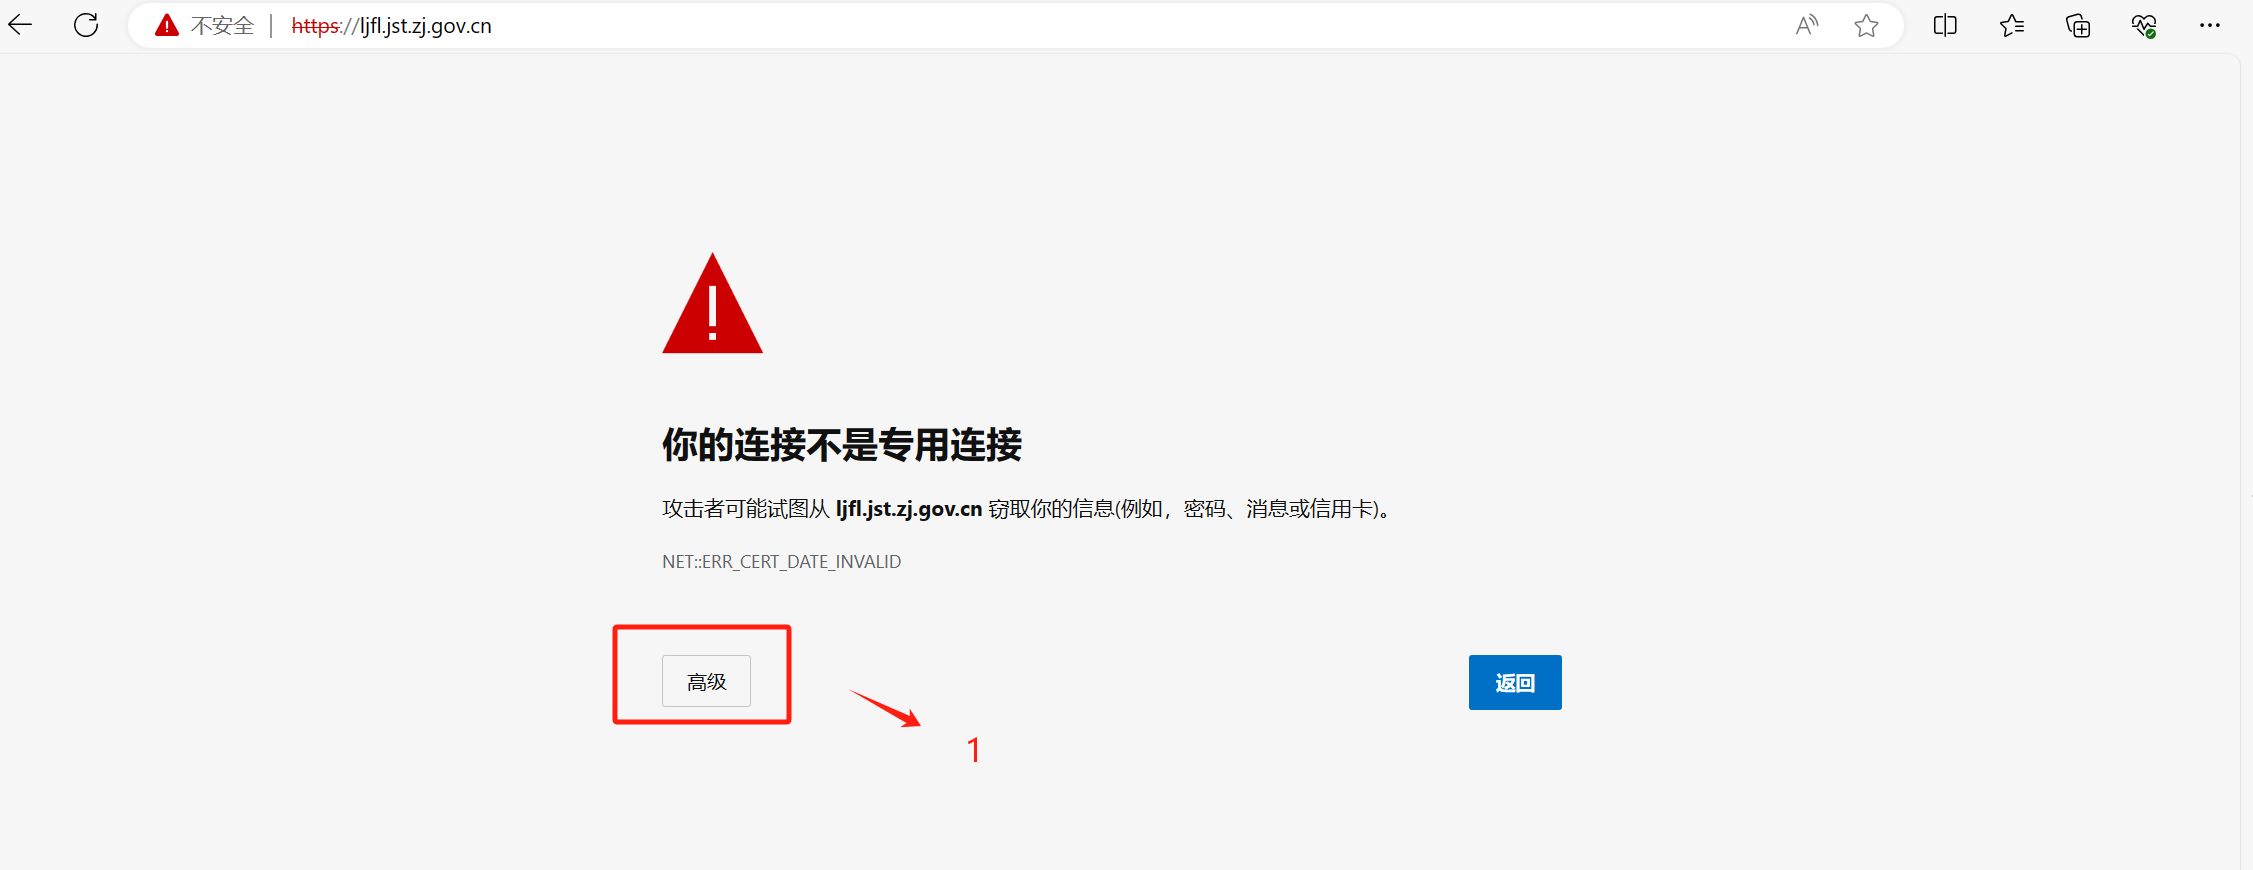 不安全 | https://ljfl.jst.zj.gov.cn
你的连接不是专用连接
攻击者可能试图从 ljfl.jst.zj.gov.cn 窃取你的信息(例如，密码、消息或信用卡)。
NET::ERR_CERT_DATE_INVALID
高级
返回
1